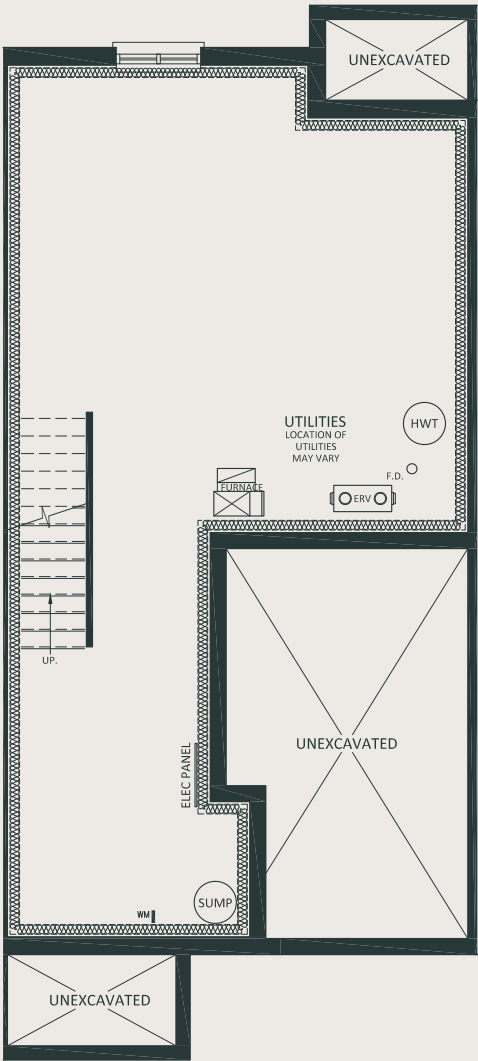 UNEXCAVATED
UTILITIES
LOCATION OF
UTILITIES
MAY VARY
HWT
F.D.
FURNACE
ERV
UP.
UNEXCAVATED
ELEC PANEL
SUMP
WM
UNEXCAVATED